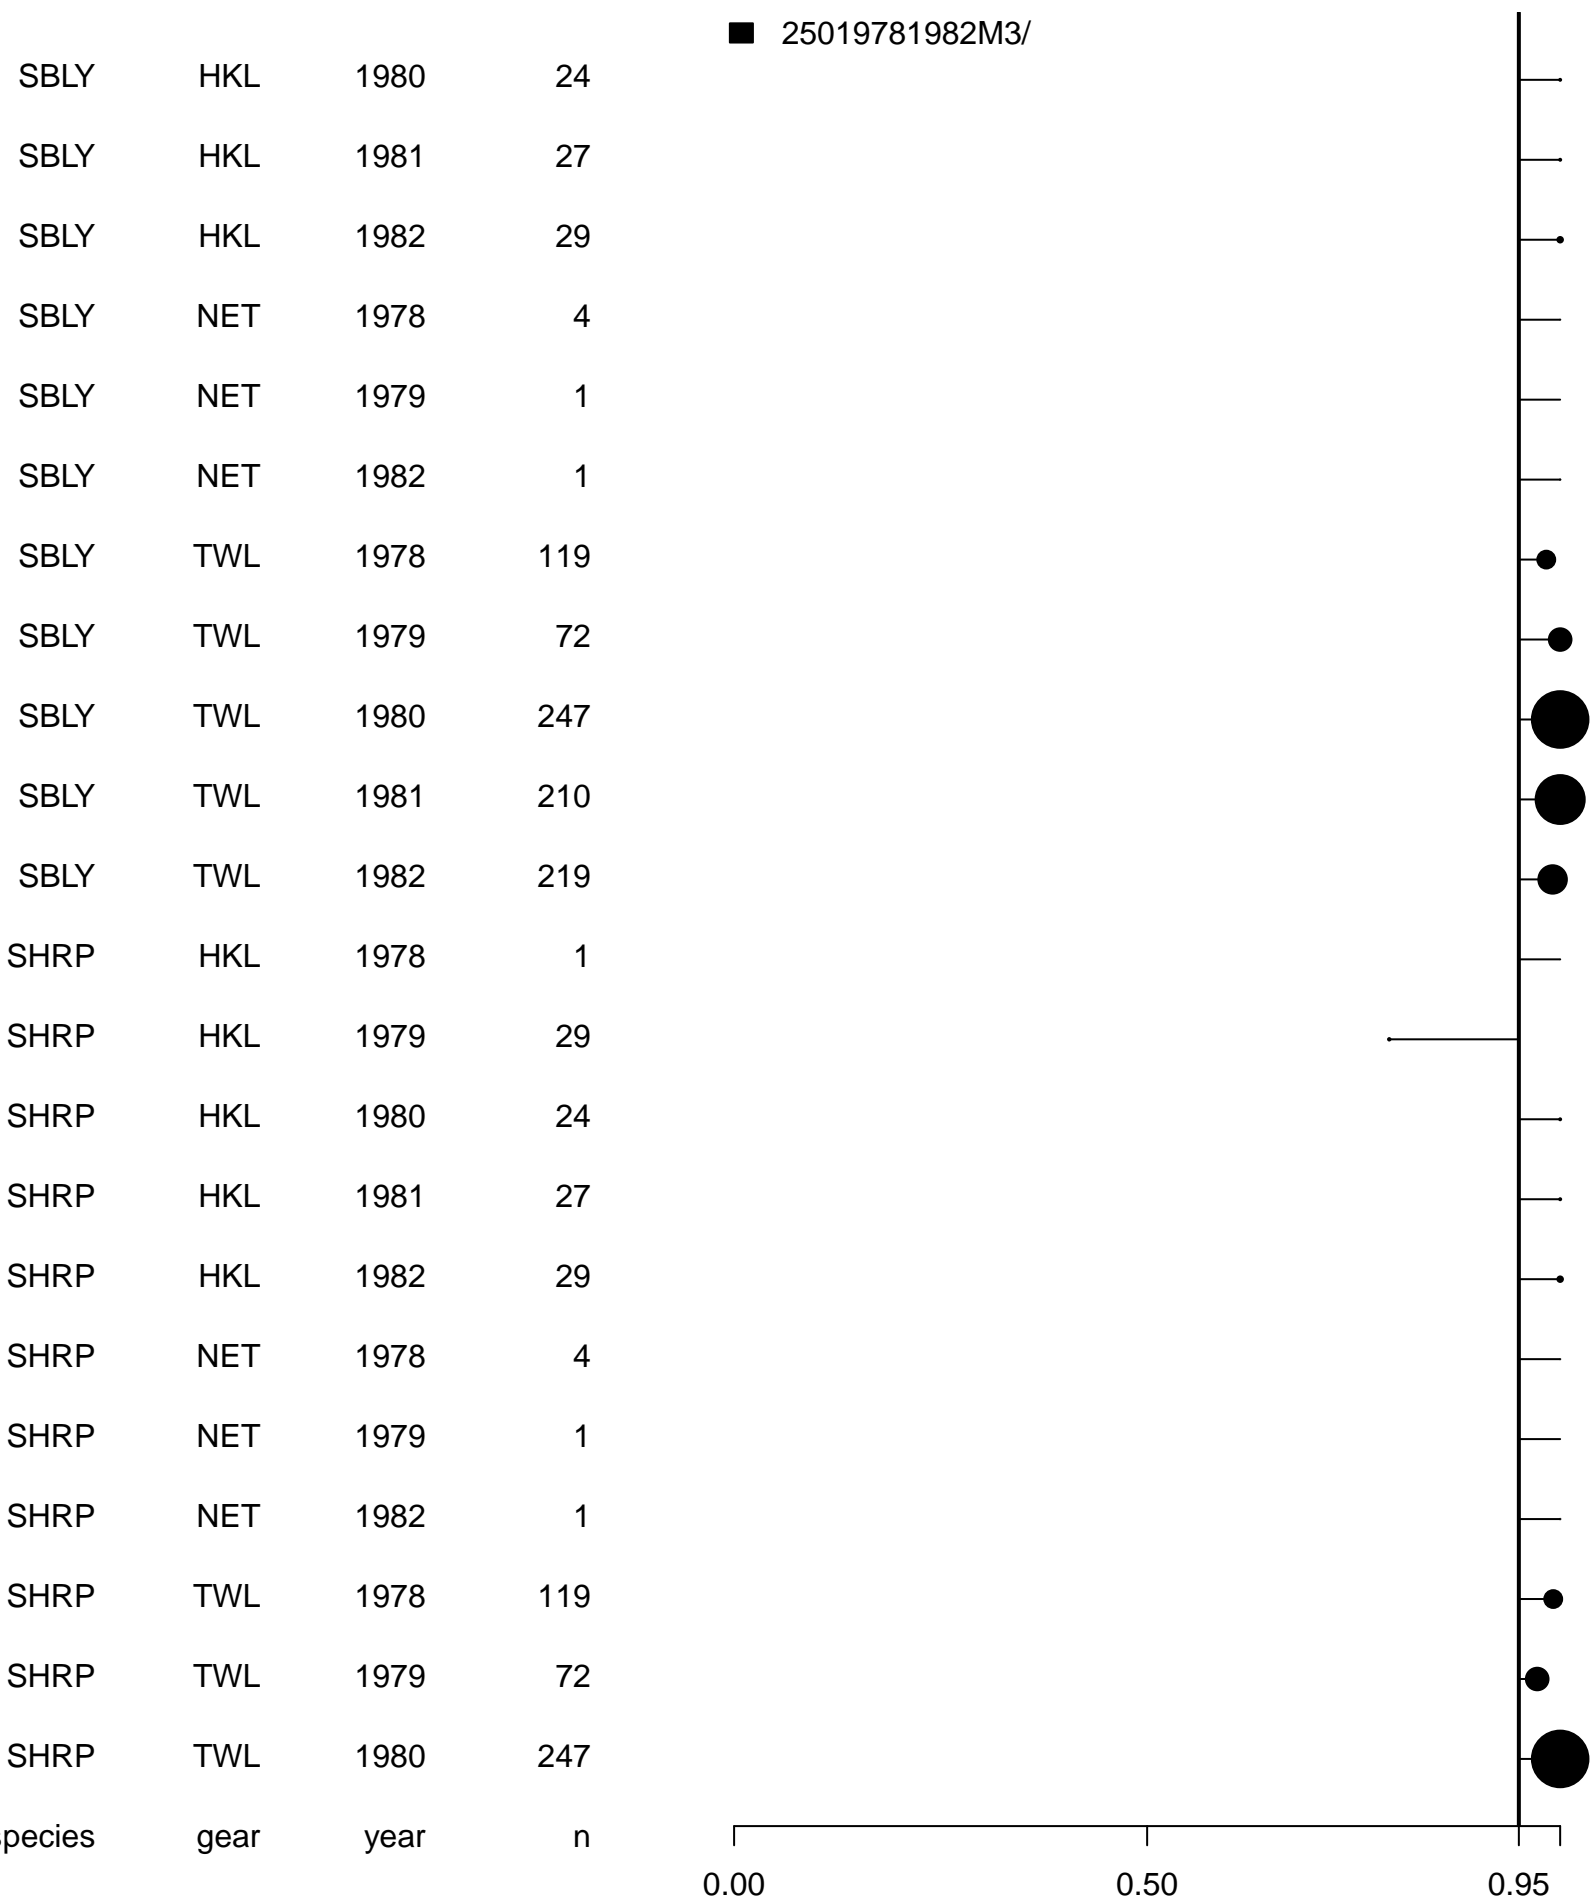 25019781982M3/
SBLY HKL 1980 24
SBLY HKL 1981 27
SBLY HKL 1982 29
SBLY NET 1978 4
SBLY NET 1979 1
SBLY NET 1982 1
SBLY TWL 1978 119
SBLY TWL 1979 72
SBLY TWL 1980 247
SBLY TWL 1981 210
SBLY TWL 1982 219
SHRP HKL 1978 1
SHRP HKL 1979 29
SHRP HKL 1980 24
SHRP HKL 1981 27
SHRP HKL 1982 29
SHRP NET 1978 4
SHRP NET 1979 1
SHRP NET 1982 1
SHRP TWL 1978 119
SHRP TWL 1979 72
SHRP TWL 1980 247
pecies gear year n
0.00 0.50 0.95